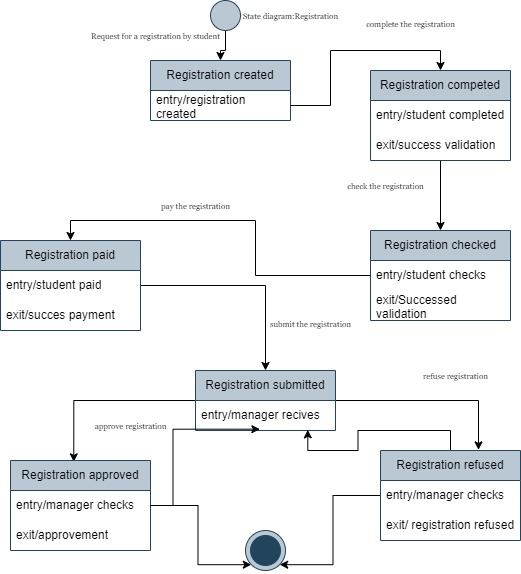 State diagram:Registration
Request for a registration by student
complete the registration
Registration created
entry/registration
created
Registration competed
entry/student completed
exit/success validation
check the registration
pay the registration
Registration checked
entry/student checks
exit/Successed
validation
Registration paid
entry/student paid
exit/succes payment
submit the registration
Registration submitted
entry/manager recives
refuse registration
approve registration
Registration approved
entry/manager checks
exit/approvement
Registration refused
entry/manager checks
exit/ registration refused